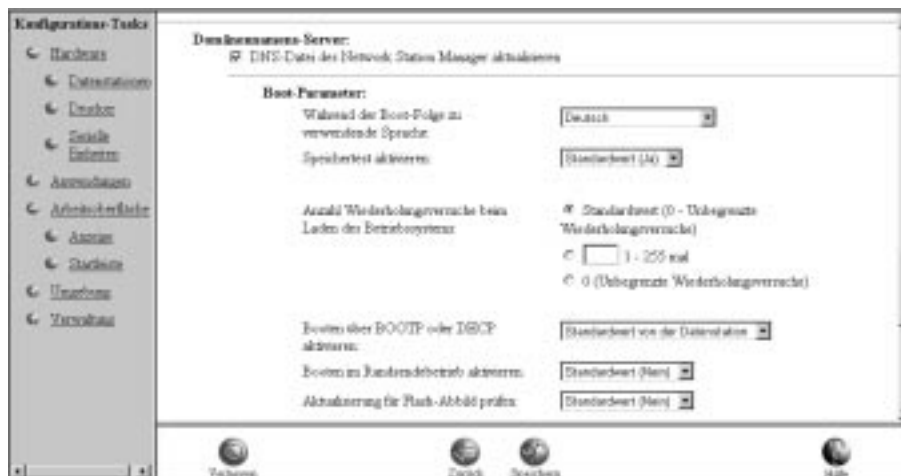 Konfigurations-Tasks
Hardware
Datenstationen
Drucker
Serielle
Einheiten
Anwendungen
Arbeitsoberfläche
Anzeige
Startleiste
Umgebung
Verwaltung
Domänennamens-Server:
DNS-Datei des Network Station Manager aktualisieren
Boot-Parameter:
Während der Boot-Folge zu
verwendende Sprache:
Deutsch
Speichertest aktivieren:
Standardwert (Ja)
Anzahl Wiederholungsversuche beim
Laden des Betriebssystems:
Standardwert (0 - Unbegrenzte
Wiederholungsversuche)
1 - 255 mal
0 (Unbegrenzte Wiederholungsversuche)
Booten über BOOTP oder DHCP
aktivieren:
Standardwert von der Datenstation
Booten im Rundsendebetrieb aktivieren:
Standardwert (Nein)
Aktualisierung für Flash-Abbild prüfen:
Standardwert (Nein)
Verlassen
Zurück
Speichern
Hilfe